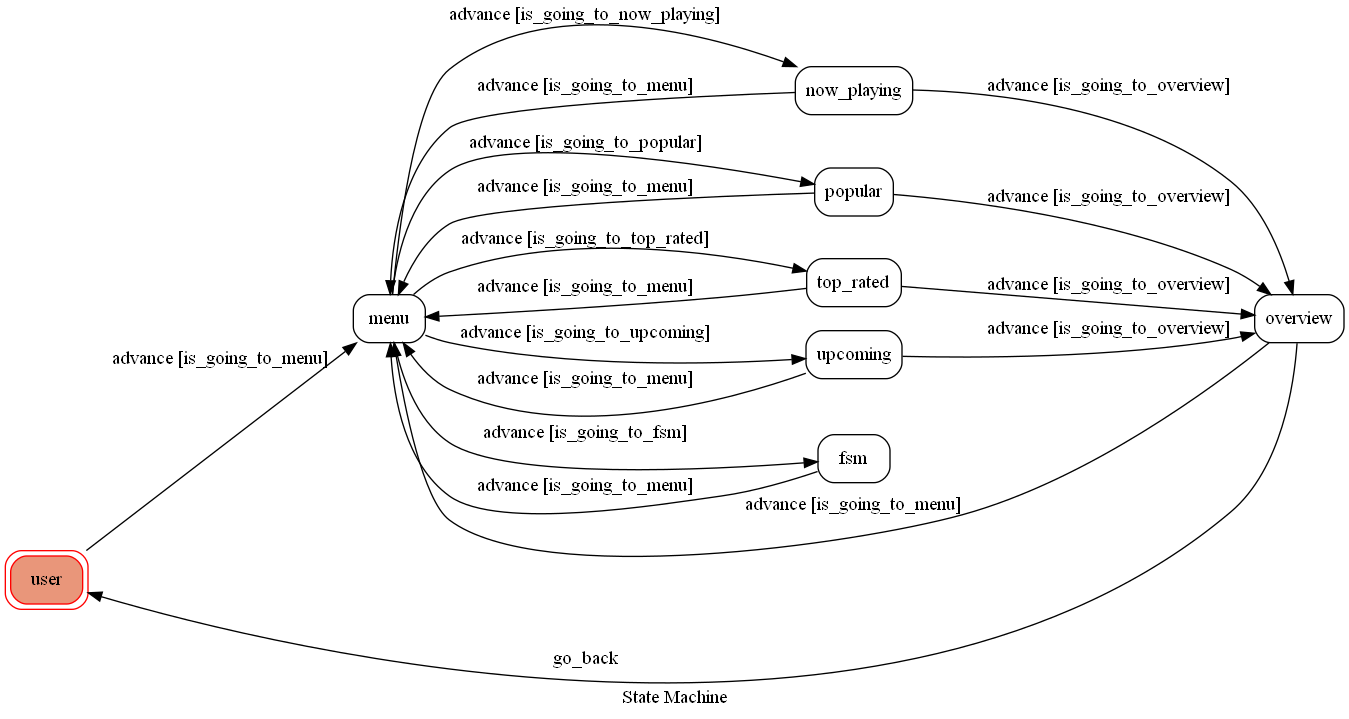 advance [is_going_to_now_playing]
advance [is_going_to_menu]
now_playing
advance [is_going_to_overview]
advance [is_going_to_popular]
advance [is_going_to_menu]
popular
advance [is_going_to_overview]
advance [is_going_to_top_rated]
advance [is_going_to_menu]
top_rated
advance [is_going_to_overview]
menu
overview
advance [is_going_to_upcoming]
advance [is_going_to_overview]
upcoming
advance [is_going_to_menu]
advance [is_going_to_menu]
advance [is_going_to_fsm]
fsm
advance [is_going_to_menu]
advance [is_going_to_menu]
user
go_back
State Machine